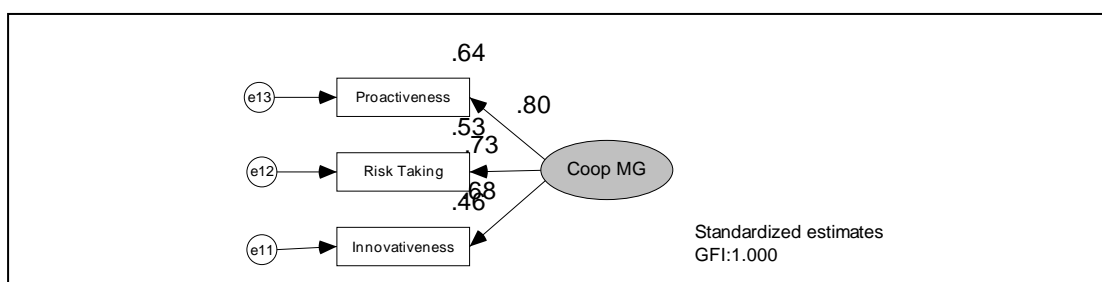 .64
e13
Proactiveness
.80
.53
.73
e12
Risk Taking
Coop MG
.68
.46
e11
Innovativeness
Standardized estimates
GFI:1.000